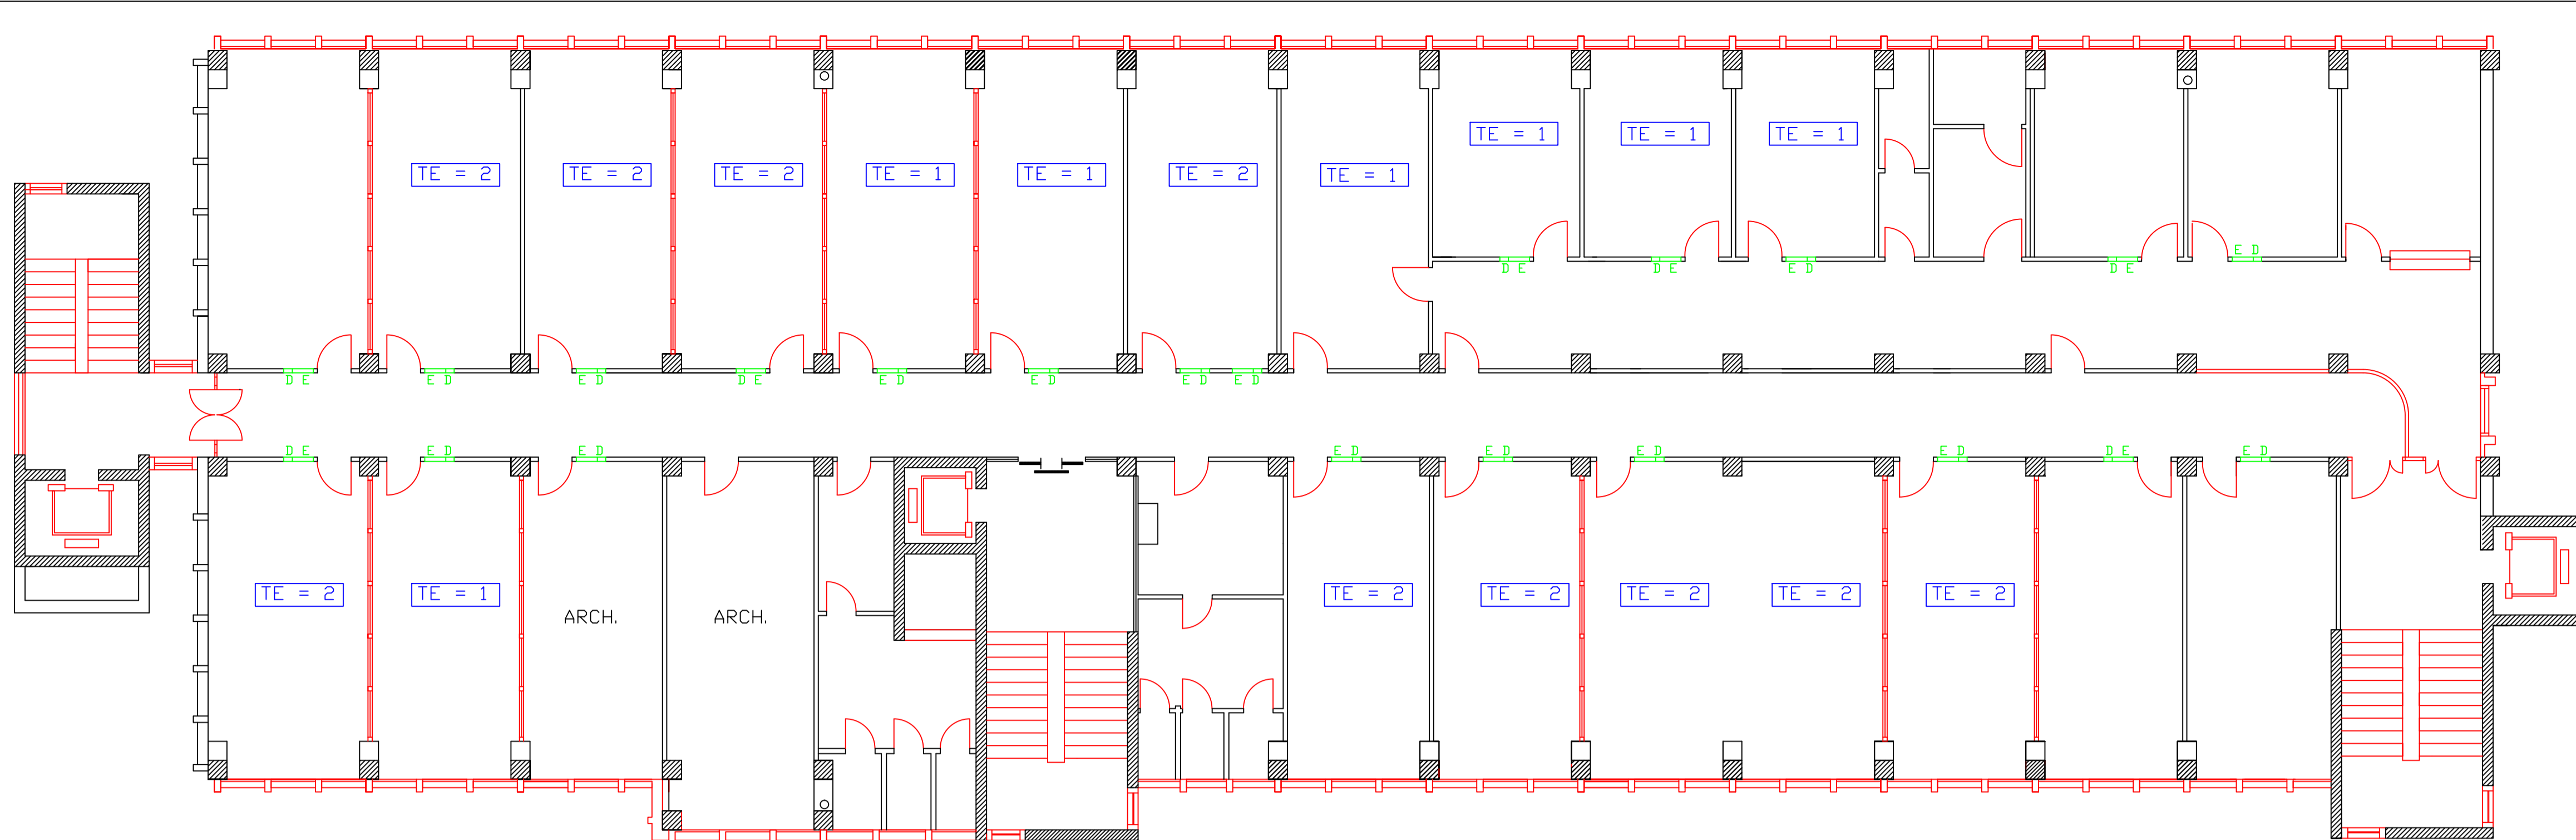 TE = 1
TE = 1
TE = 1
TE = 2
TE = 2
TE = 2
TE = 1
TE = 1
TE = 2
TE = 1
E D
D E
D E
E D
D E
D E
E D
E D
D E
E D
E D
E D
E D
D E
E D
E D
E D
E D
E D
E D
D E
E D
TE = 2
TE = 1
TE = 2
TE = 2
TE = 2
TE = 2
TE = 2
ARCH.
ARCH.